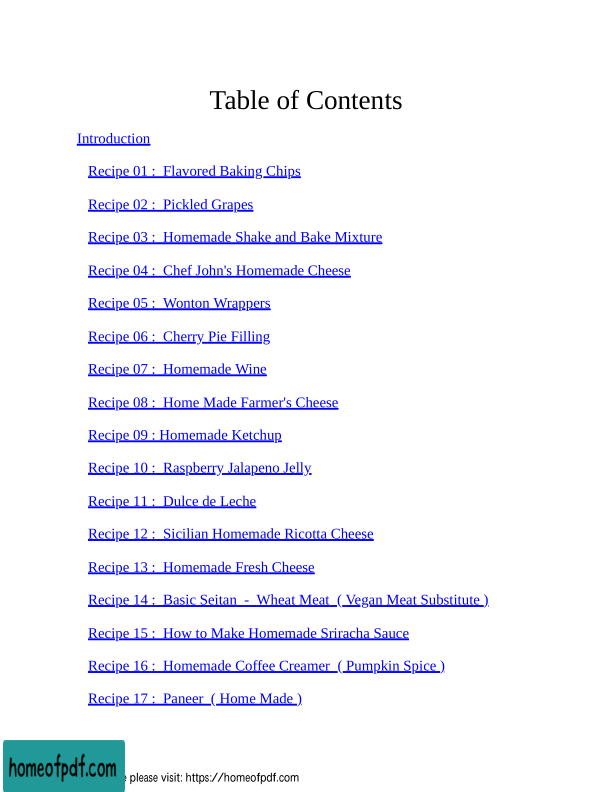 Table of Contents
Introduction
Recipe 01 :  Flavored Baking Chips
Recipe 02 :  Pickled Grapes
Recipe 03 :  Homemade Shake and Bake Mixture
Recipe 04 :  Chef John's Homemade Cheese
Recipe 05 :  Wonton Wrappers
Recipe 06 :  Cherry Pie Filling
Recipe 07 :  Homemade Wine
Recipe 08 :  Home Made Farmer's Cheese
Recipe 09 : Homemade Ketchup
Recipe 10 :  Raspberry Jalapeno Jelly
Recipe 11 :  Dulce de Leche
Recipe 12 :  Sicilian Homemade Ricotta Cheese
Recipe 13 :  Homemade Fresh Cheese
Recipe 14 :  Basic Seitan  -  Wheat Meat  ( Vegan Meat Substitute )
Recipe 15 :  How to Make Homemade Sriracha Sauce
Recipe 16 :  Homemade Coffee Creamer  ( Pumpkin Spice )
Recipe 17 :  Paneer  ( Home Made )
homeofpdf.com
please visit: https://homeofpdf.com